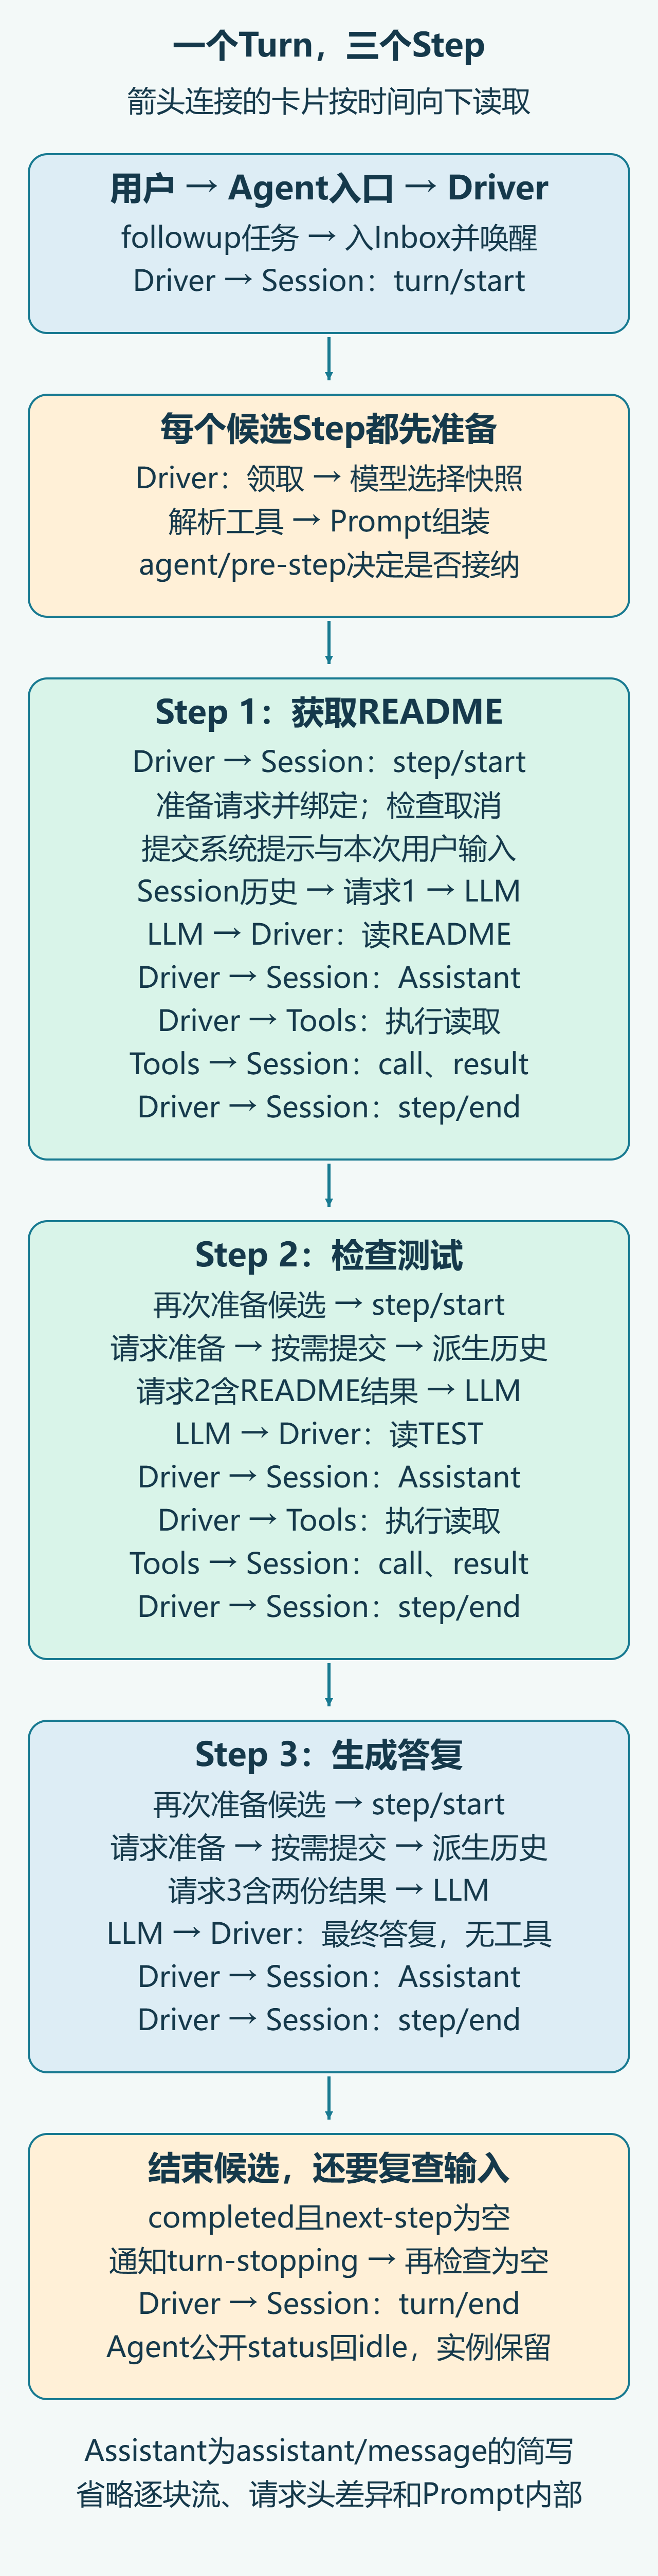 一个Turn，三个Step
箭头连接的卡片按时间向下读取
用户 → Agent入口 → Driver
followup任务 → 入Inbox并唤醒
Driver → Session：turn/start
每个候选Step都先准备
Driver：领取 → 模型选择快照
解析工具 → Prompt组装
agent/pre-step决定是否接纳
Step 1：获取README
Driver → Session：step/start
准备请求并绑定；检查取消
提交系统提示与本次用户输入
Session历史 → 请求1 → LLM
LLM → Driver：读README
Driver → Session：Assistant
Driver → Tools：执行读取
Tools → Session：call、result
Driver → Session：step/end
Step 2：检查测试
再次准备候选 → step/start
请求准备 → 按需提交 → 派生历史
请求2含README结果 → LLM
LLM → Driver：读TEST
Driver → Session：Assistant
Driver → Tools：执行读取
Tools → Session：call、result
Driver → Session：step/end
Step 3：生成答复
再次准备候选 → step/start
请求准备 → 按需提交 → 派生历史
请求3含两份结果 → LLM
LLM → Driver：最终答复，无工具
Driver → Session：Assistant
Driver → Session：step/end
结束候选，还要复查输入
completed且next-step为空
通知turn-stopping → 再检查为空
Driver → Session：turn/end
Agent公开status回idle，实例保留
Assistant为assistant/message的简写
省略逐块流、请求头差异和Prompt内部